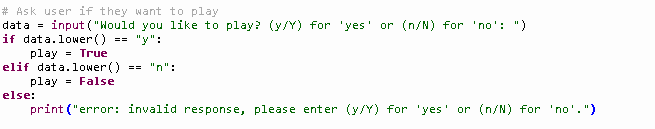 # Ask user if they want to play
data = input("Would you like to play? (y/Y) for 'yes' or (n/N) for 'no': ")
if data.lower() == "y":
    play = True
elif data.lower() == "n":
    play = False
else:
    print("error: invalid response, please enter (y/Y) for 'yes' or (n/N) for 'no'.")